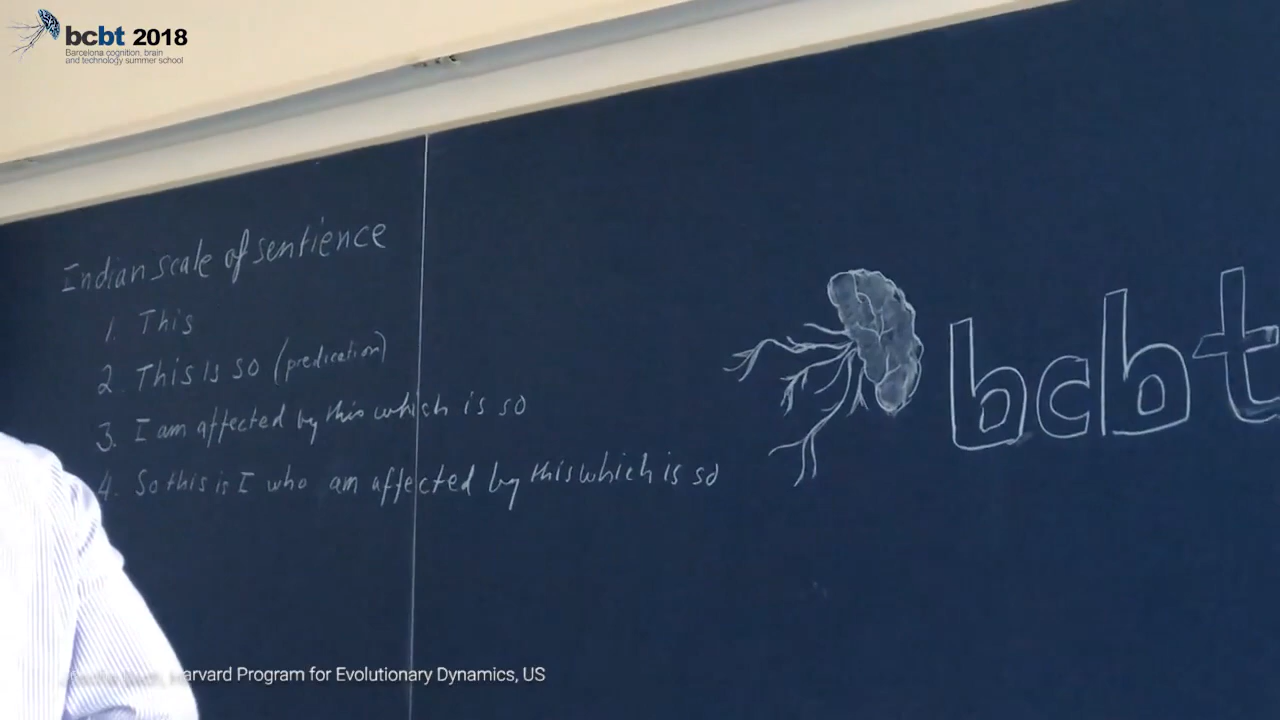 bcbt 2018
Barcelona cognition, brain
and technology summer school
Indian scale of sentience
1. This
2. This is so (predication)
3. I am affected by this which is so
4. So this is I who am affected by this which is so
bcbt
Harvard Program for Evolutionary Dynamics, US